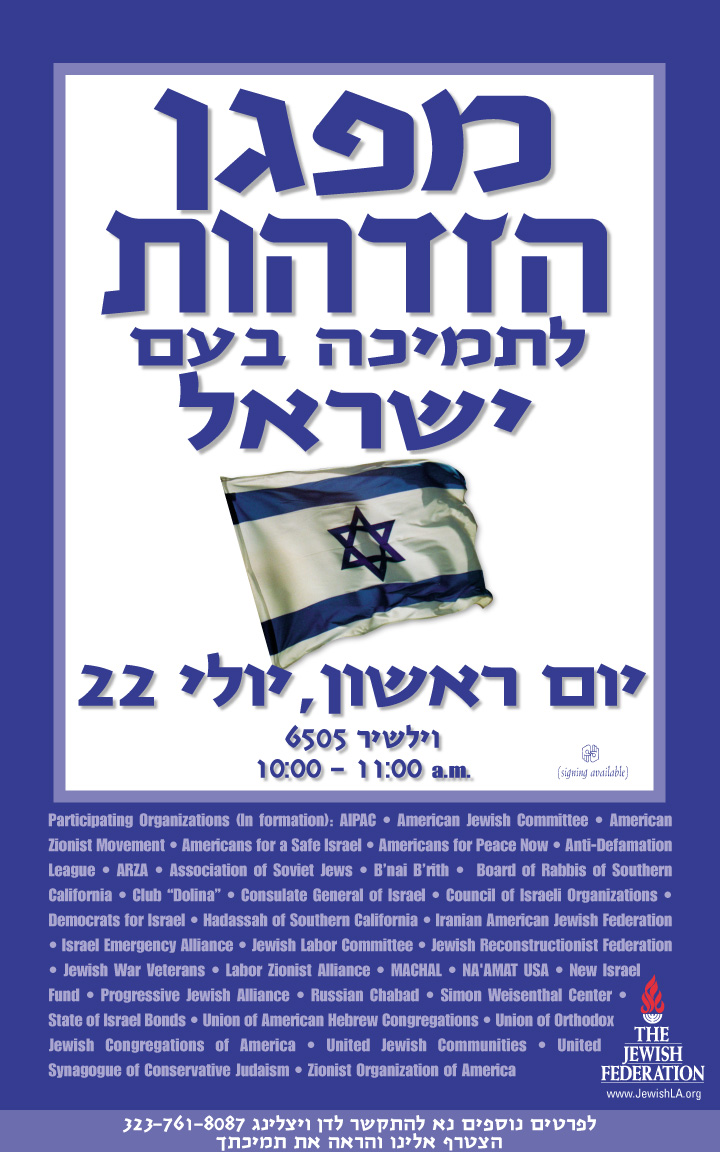 מפגן
הזדהות
לתמיכה בעם
ישראל
יום ראשון, יולי 22
וילשיר 6505
10:00 – 11:00 a.m.
(signing available)
Participating Organizations (In formation): AIPAC • American Jewish Committee • American
Zionist Movement • Americans for a Safe Israel • Americans for Peace Now • Anti-Defamation
League • ARZA • Association of Soviet Jews • B'nai B'rith • Board of Rabbis of Southern
California • Club “Dolina” • Consulate General of Israel • Council of Israeli Organizations •
Democrats for Israel • Hadassah of Southern California • Iranian American Jewish Federation
• Israel Emergency Alliance • Jewish Labor Committee • Jewish Reconstructionist Federation
• Jewish War Veterans • Labor Zionist Alliance • MACHAL • NA'AMAT USA • New Israel
Fund • Progressive Jewish Alliance • Russian Chabad • Simon Weisenthal Center •
State of Israel Bonds • Union of American Hebrew Congregations • Union of Orthodox
Jewish Congregations of America • United Jewish Communities • United
Synagogue of Conservative Judaism • Zionist Organization of America
THE
JEWISH
FEDERATION
www.JewishLA.org
לפרטים נוספים נא להתקשר לדן ויצלינג 323-761-8087
הצטרף אלינו והראה את תמיכתך